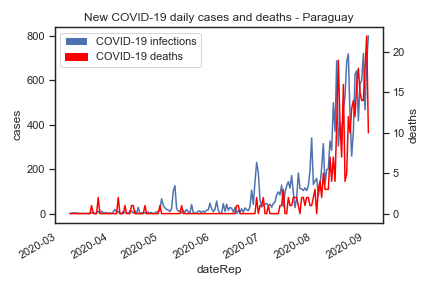 New COVID-19 daily cases and deaths - Paraguay
COVID-19 infections
COVID-19 deaths
800
600
400
200
0
cases
20
15
10
5
0
deaths
2020-03
2020-04
2020-05
2020-06
2020-07
2020-08
2020-09
dateRep